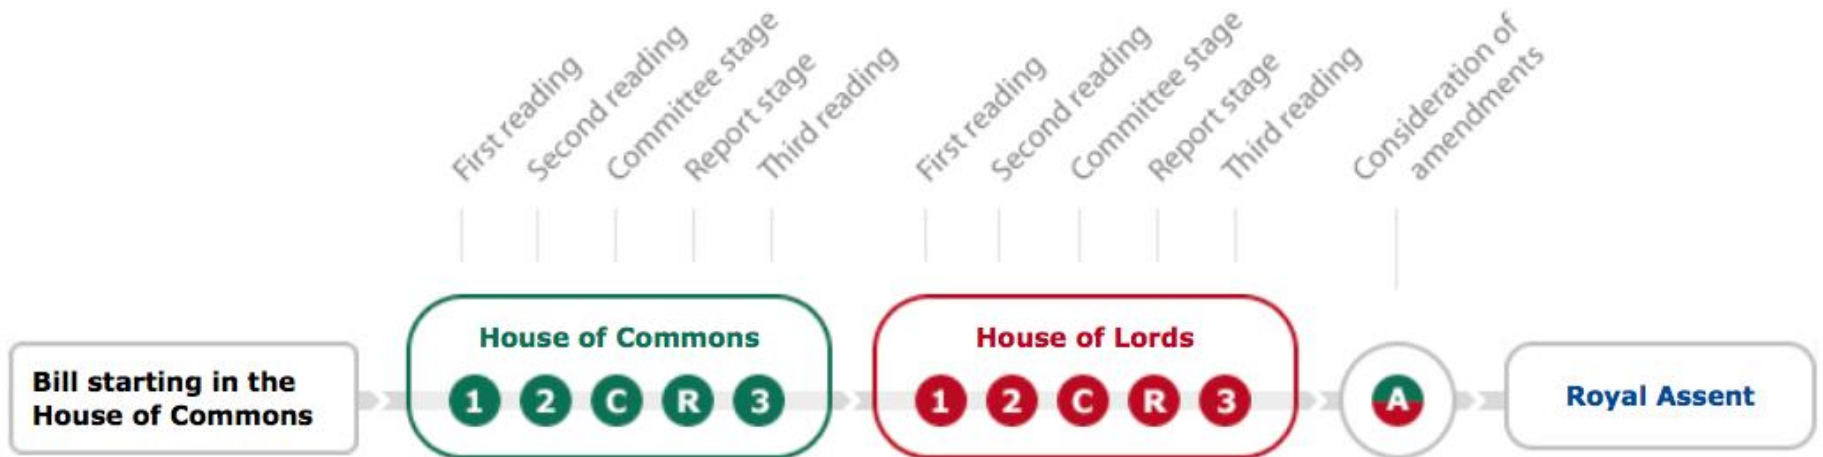 First reading
Second reading
Committee stage
Report stage
Third reading
First reading
Second reading
Committee stage
Report stage
Third reading
Consideration of
amendments
Bill starting in the
House of Commons
House of Commons
1 2 C R 3
House of Lords
1 2 C R 3
A
Royal Assent